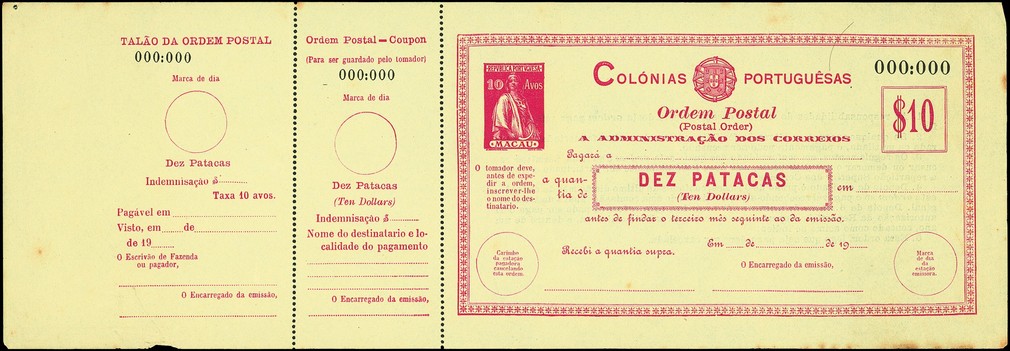 TALÃO DA ORDEM POSTAL
000:000
Marca de dia
Dez Patacas
Indemnisação $
Taxa 10 avos.
Pagável em
Visto, em de
de 19
O Escrivão de Fazenda
ou pagador,
O Encarregado da emissão,
Ordem Postal—Coupon
(Para ser guardado pelo tomador)
000:000
Marca de dia
Dez Patacas
(Ten Dollars)
Indemnisação $
Nome do destinatario e lo-
calidade do pagamento
O Encarregado da emissão,
REPUBLICA PORTUGUESA
10 Avos
MACAU
COLÓNIAS PORTUGUÊSAS
000:000
$10
Ordem Postal
(Postal Order)
A ADMINISTRAÇÃO DOS CORREIOS
Pagará a
O tomador deve,
antes de expe-
dir a ordem,
inscrever-lhe
o nome do des-
tinatario.
a quan-
tia de
DEZ PATACAS
(Ten Dollars)
em
antes de findar o terceiro mês seguinte ao da emissão.
Recebi a quantia supra.
Em de de 19
O Encarregado da emissão,
Carimbo
da estação
pagadora
cancelando
esta ordem.
Marca
de dia
da
estação
emissora.